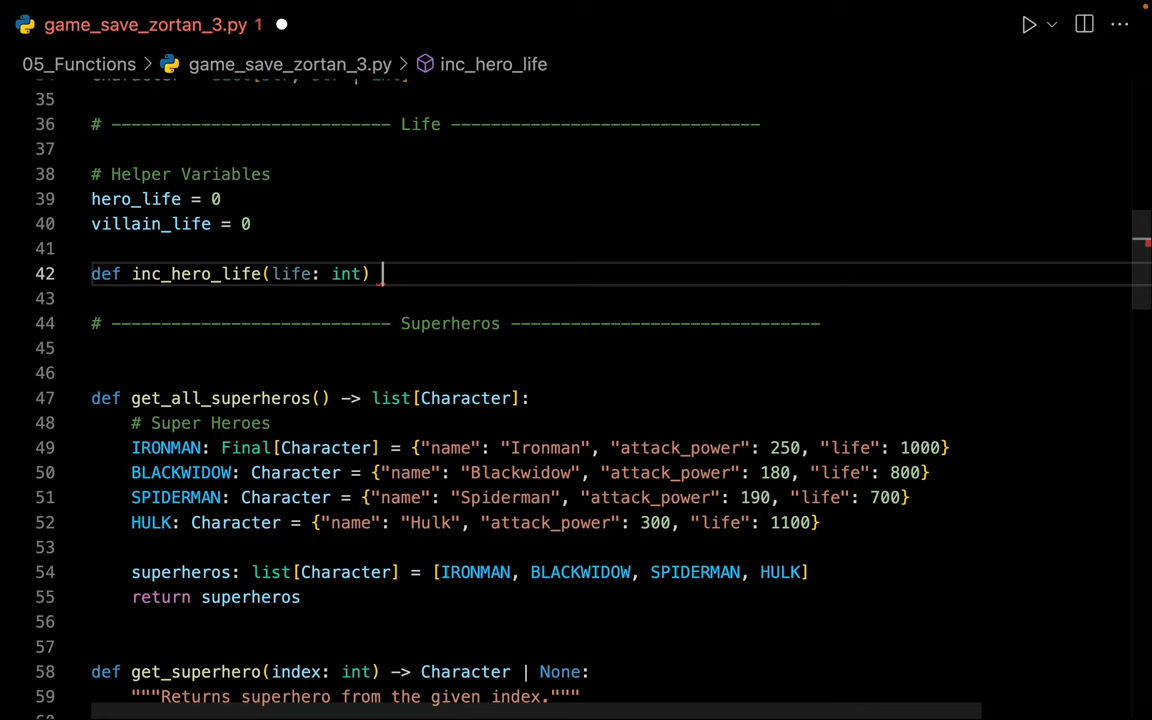 game_save_zortan_3.py 1
05_Functions > game_save_zortan_3.py > inc_hero_life
35
36 # ---------------------------- Life -------------------------------
37
38 # Helper Variables
39 hero_life = 0
40 villain_life = 0
41
42 def inc_hero_life(life: int)
43
44 # ---------------------------- Superheros -------------------------------
45
46
47 def get_all_superheros() -> list[Character]:
48 # Super Heroes
49 IRONMAN: Final[Character] = {"name": "Ironman", "attack_power": 250, "life": 1000}
50 BLACKWIDOW: Character = {"name": "Blackwidow", "attack_power": 180, "life": 800}
51 SPIDERMAN: Character = {"name": "Spiderman", "attack_power": 190, "life": 700}
52 HULK: Character = {"name": "Hulk", "attack_power": 300, "life": 1100}
53
54 superheros: list[Character] = [IRONMAN, BLACKWIDOW, SPIDERMAN, HULK]
55 return superheros
56
57
58 def get_superhero(index: int) -> Character | None:
59 """Returns superhero from the given index."""